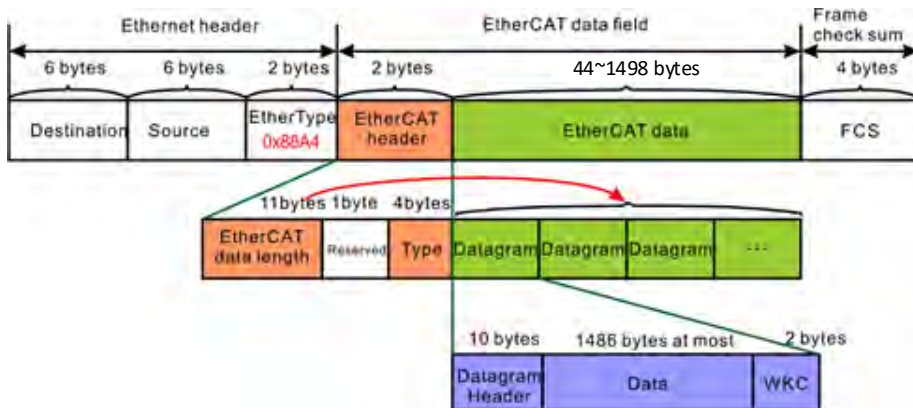 Ethernet header
EtherCAT data field
Frame
check sum
6 bytes
6 bytes
2 bytes
2 bytes
44~1498 bytes
4 bytes
Destination
Source
EtherType
0x88A4
EtherCAT
header
EtherCAT data
FCS
11bytes
1byte
4bytes
EtherCAT
data length
Reserved
Type
Datagram
Datagram
Datagram
...
10 bytes
1486 bytes at most
2 bytes
Datagram
Header
Data
WKC